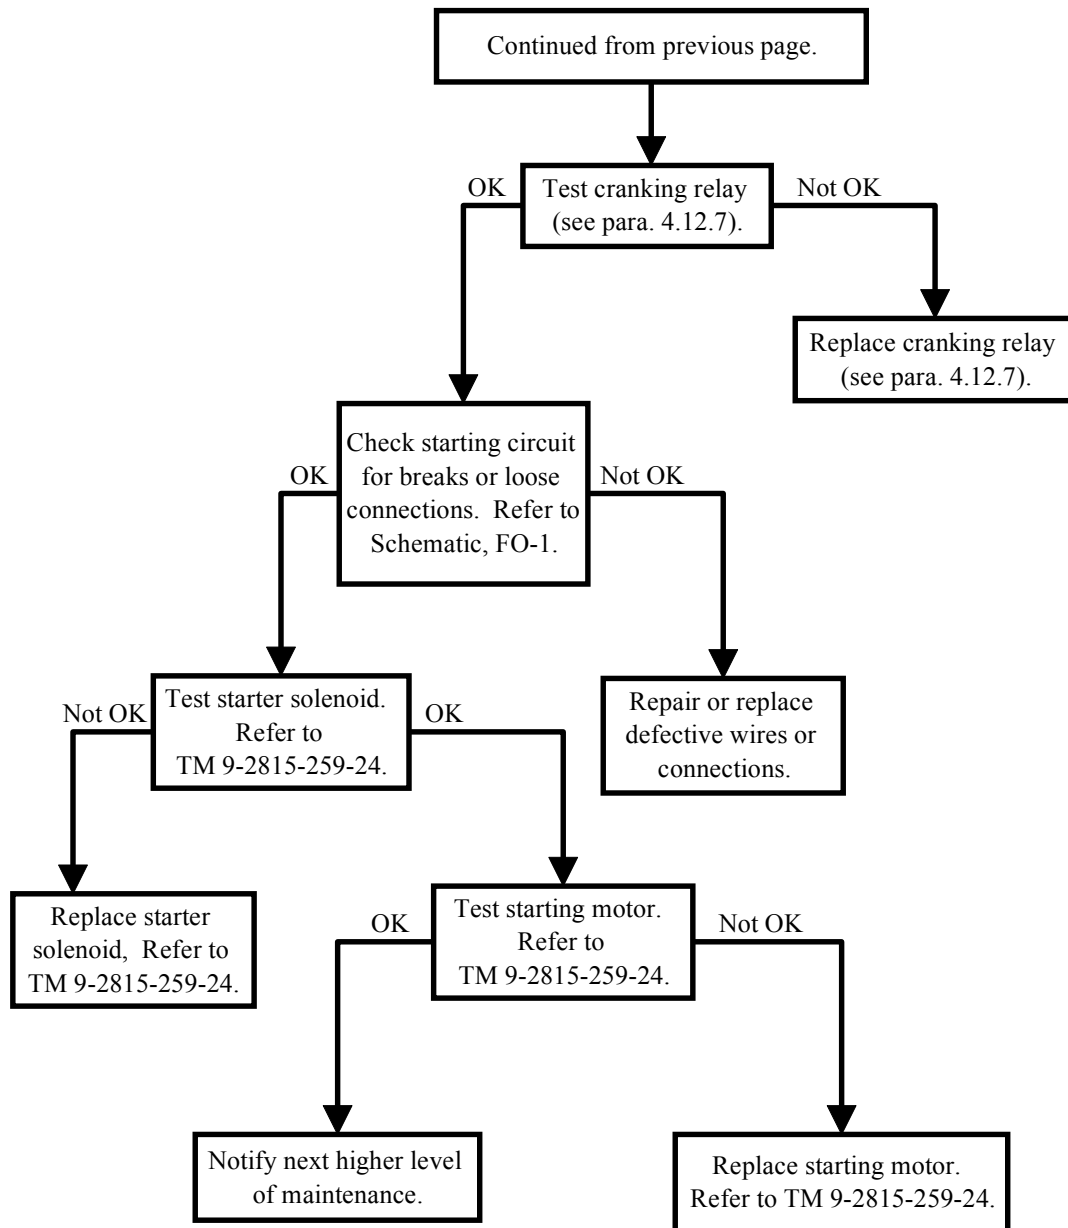 Continued from previous page.
OK
Test cranking relay
(see para. 4.12.7).
Not OK
Replace cranking relay
(see para. 4.12.7).
OK
Check starting circuit
for breaks or loose
connections.  Refer to
Schematic, FO-1.
Not OK
Not OK
Test starter solenoid.
Refer to
TM 9-2815-259-24.
OK
Repair or replace
defective wires or
connections.
Replace starter
solenoid,  Refer to
TM 9-2815-259-24.
OK
Test starting motor.
Refer to
TM 9-2815-259-24.
Not OK
Notify next higher level
of maintenance.
Replace starting motor.
Refer to TM 9-2815-259-24.